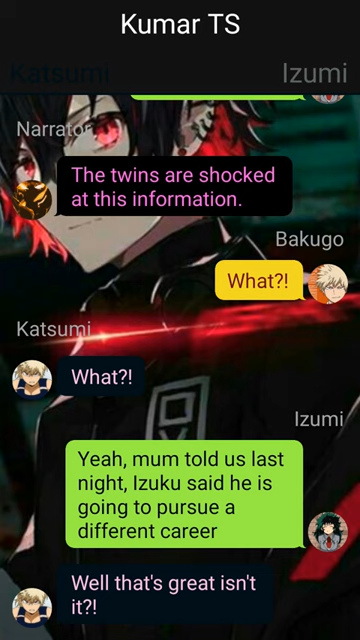 Kumar TS
Katsumi
Izumi
Narrator
The twins are shocked
at this information.
Bakugo
What?!
Katsumi
What?!
Izumi
Yeah, mum told us last
night, Izuku said he is
going to pursue a
different career
Well that's great isn't
it?!